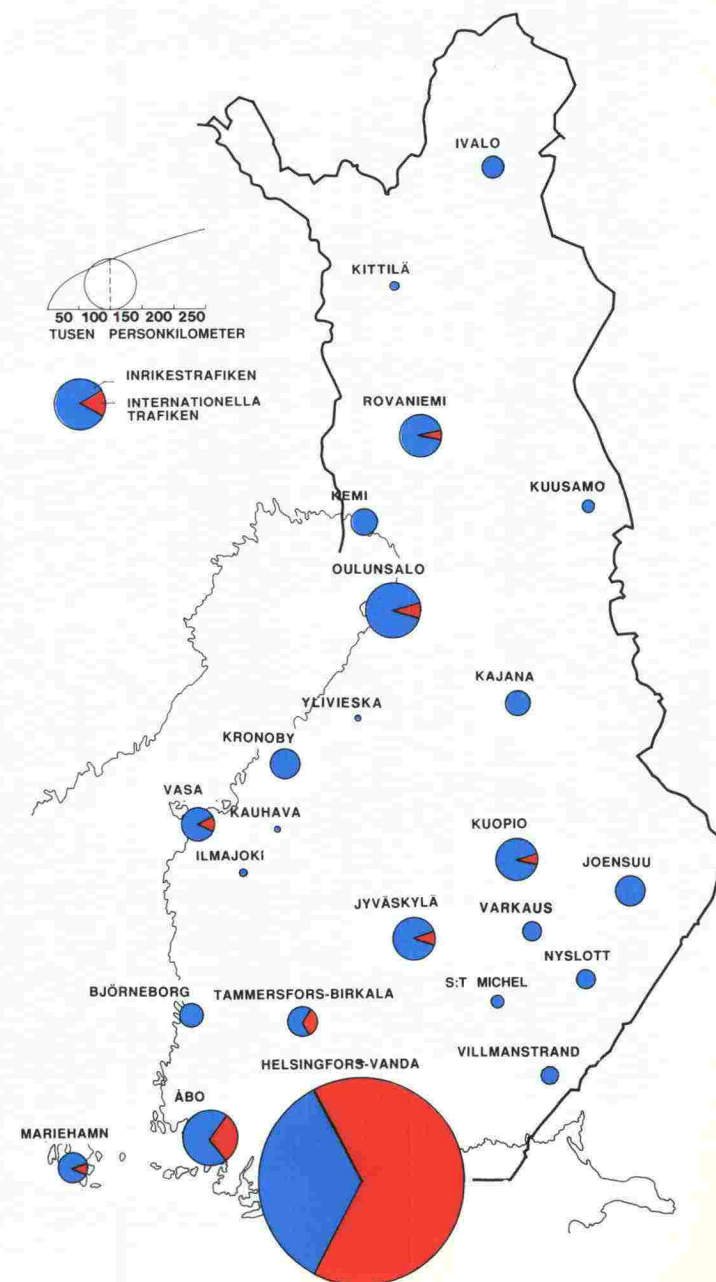 IVALO
KITTILÄ
50 100 150 200 250
TUSEN PERSONKILOMETER
INRIKESTRAFIKEN
INTERNATIONELLA
TRAFIKEN
ROVANIEMI
KUUSAMO
KEMI
OULUNSALO
KAJANA
YLIVIESKA
KRONOBY
VASA
KAUHAVA
ILMAJOKI
KUOPIO
JOENSUU
JYVÄSKYLÄ
VARKAUS
NYSLOTT
S:T MICHEL
BJÖRNEBORG
TAMMERSFORS-BIRKALA
HELSINGFORS-VANDA
VILLMANSTRAND
ÅBO
MARIEHAMN